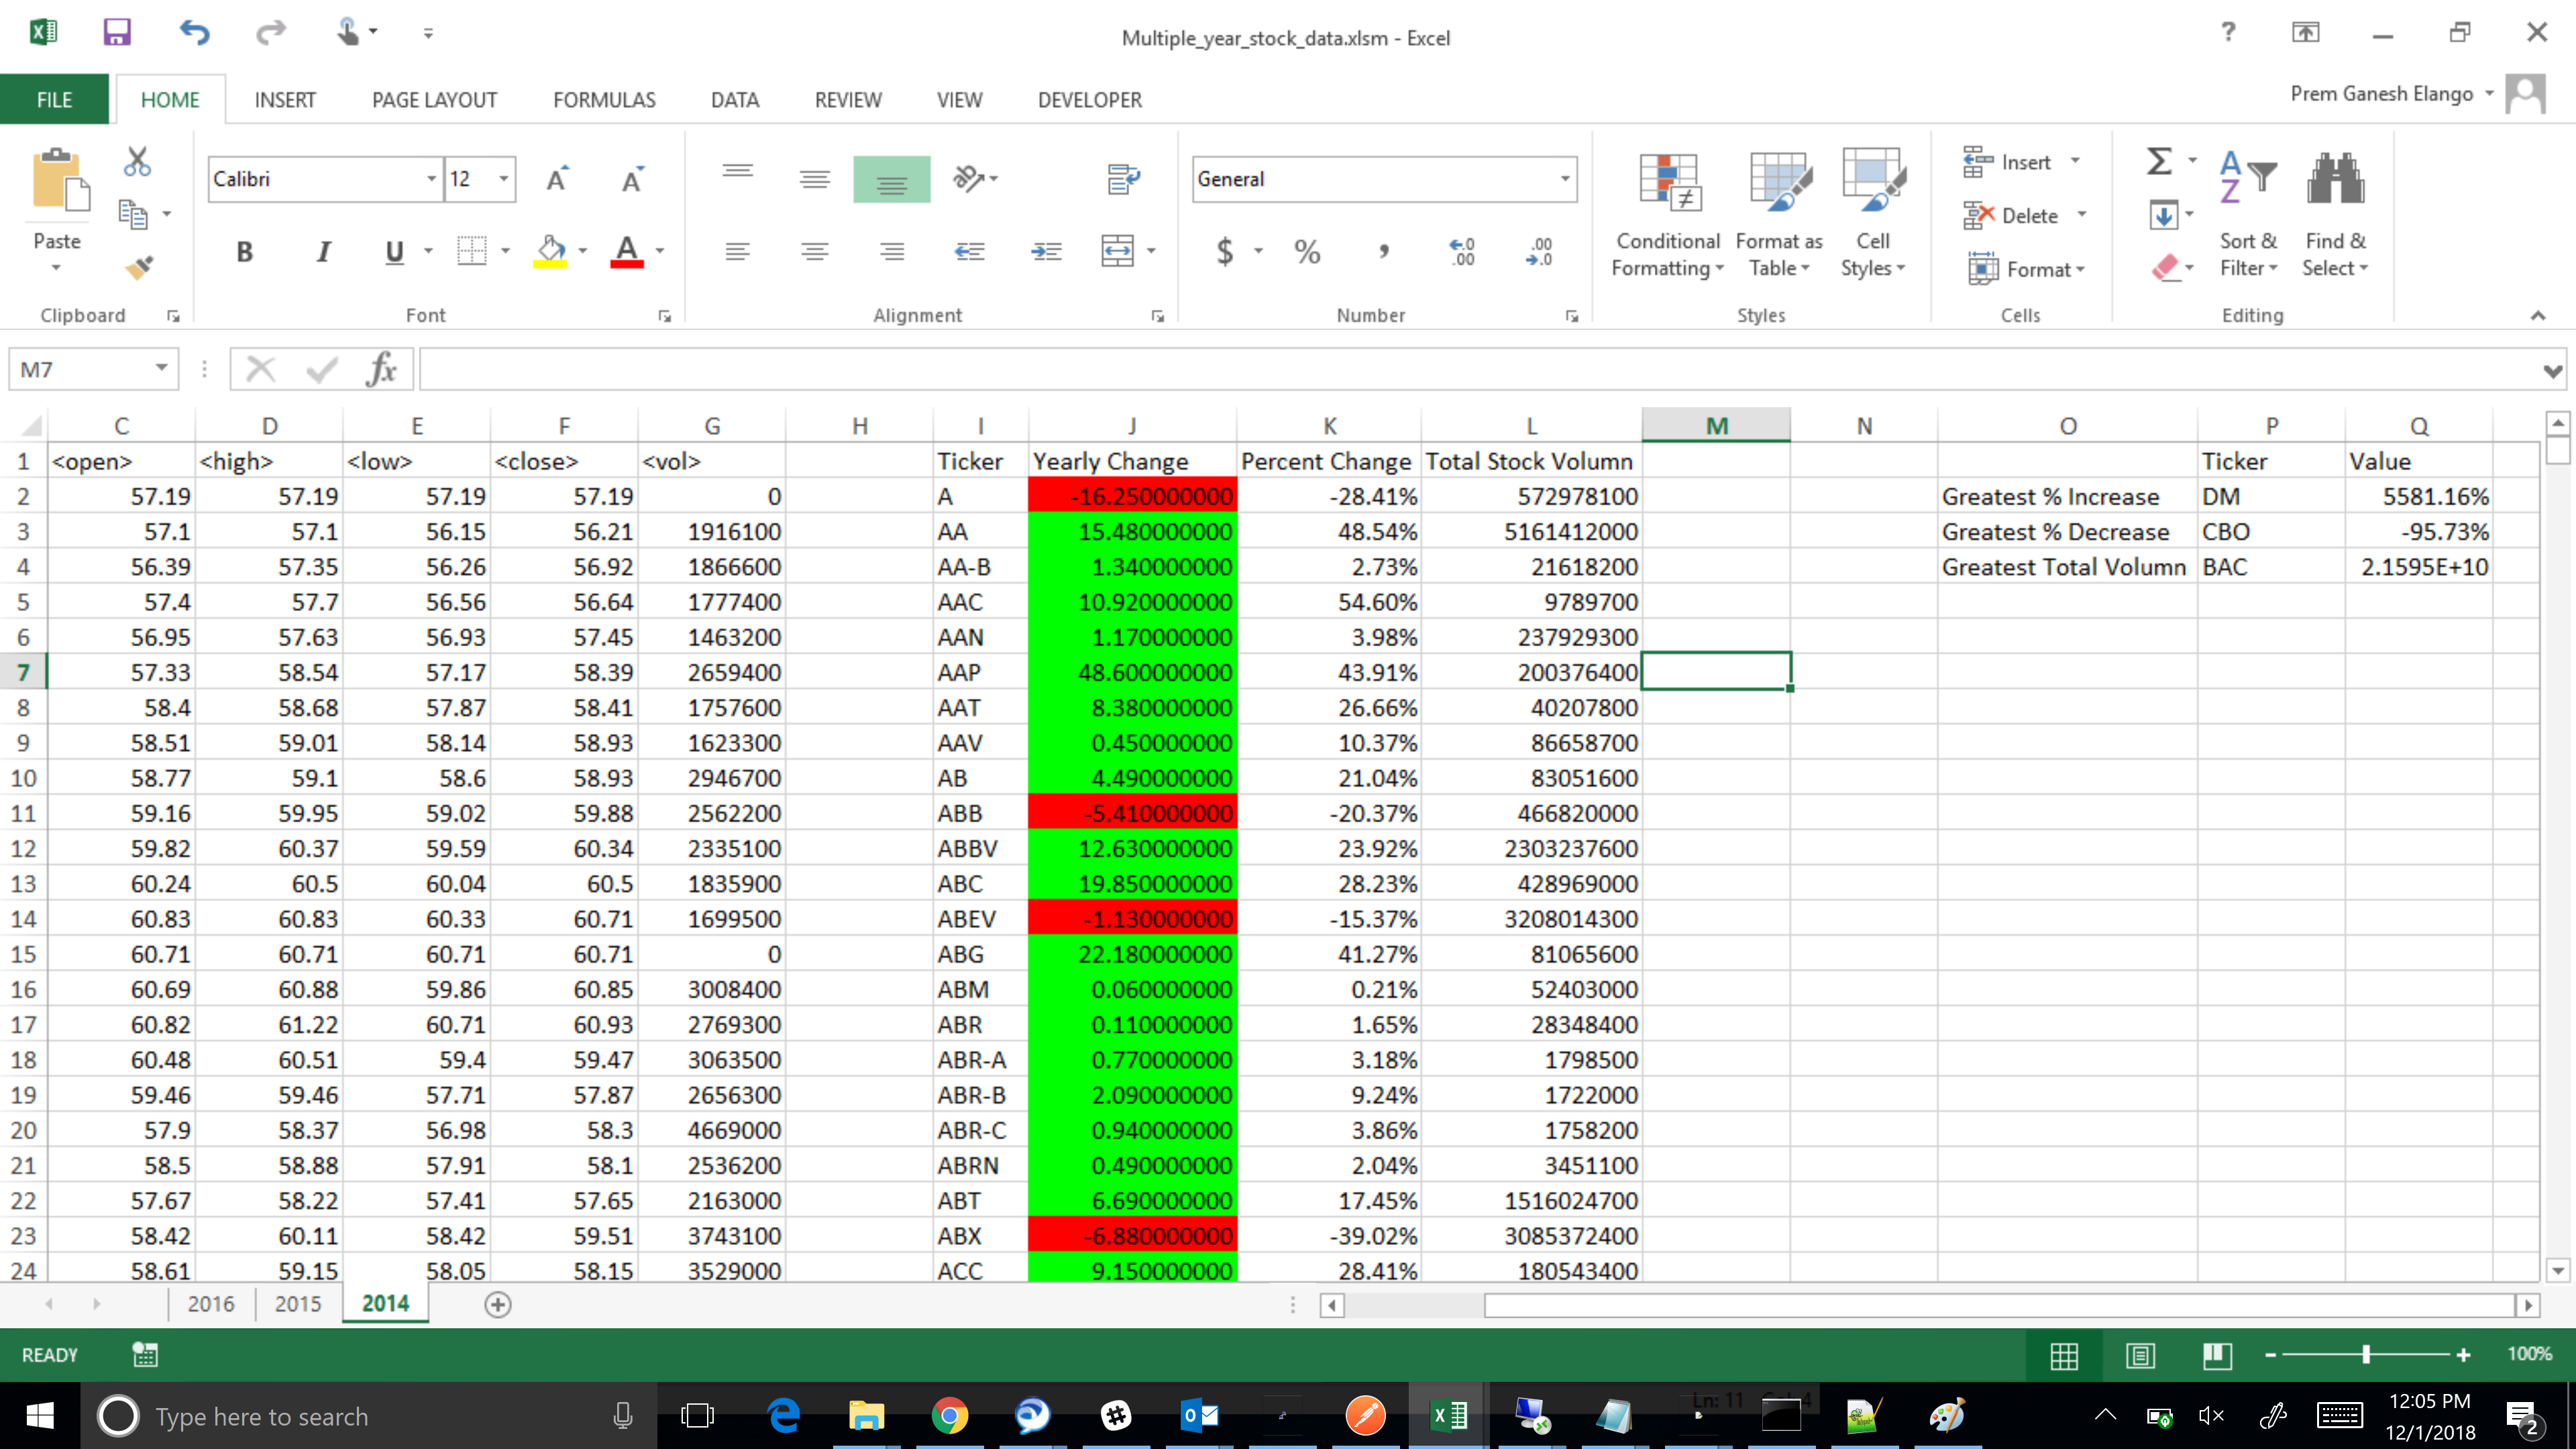 Multiple_year_stock_data.xlsm - Excel
FILE HOME INSERT PAGE LAYOUT FORMULAS DATA REVIEW VIEW DEVELOPER Prem Ganesh Elango
Paste Calibri 12 General Conditional Formatting Format as Table Cell Styles Insert Delete Format Sort & Filter Find & Select
Clipboard Font Alignment Number Styles Cells Editing
M7 fx
C D E F G H I J K L M N O P Q
1 <open> <high> <low> <close> <vol> Ticker Yearly Change Percent Change Total Stock Volumn Ticker Value
2 57.19 57.19 57.19 57.19 0 A -16.250000000 -28.41% 572978100 Greatest % Increase DM 5581.16%
3 57.1 57.1 56.15 56.21 1916100 AA 15.480000000 48.54% 5161412000 Greatest % Decrease CBO -95.73%
4 56.39 57.35 56.26 56.92 1866600 AA-B 1.340000000 2.73% 21618200 Greatest Total Volumn BAC 2.1595E+10
5 57.4 57.7 56.56 56.64 1777400 AAC 10.920000000 54.60% 9789700
6 56.95 57.63 56.93 57.45 1463200 AAN 1.170000000 3.98% 237929300
7 57.33 58.54 57.17 58.39 2659400 AAP 48.600000000 43.91% 200376400
8 58.4 58.68 57.87 58.41 1757600 AAT 8.380000000 26.66% 40207800
9 58.51 59.01 58.14 58.93 1623300 AAV 0.450000000 10.37% 86658700
10 58.77 59.1 58.6 58.93 2946700 AB 4.490000000 21.04% 83051600
11 59.16 59.95 59.02 59.88 2562200 ABB -5.410000000 -20.37% 466820000
12 59.82 60.37 59.59 60.34 2335100 ABBV 12.630000000 23.92% 2303237600
13 60.24 60.5 60.04 60.5 1835900 ABC 19.850000000 28.23% 428969000
14 60.83 60.83 60.33 60.71 1699500 ABEV -1.130000000 -15.37% 3208014300
15 60.71 60.71 60.71 60.71 0 ABG 22.180000000 41.27% 81065600
16 60.69 60.88 59.86 60.85 3008400 ABM 0.060000000 0.21% 52403000
17 60.82 61.22 60.71 60.93 2769300 ABR 0.110000000 1.65% 28348400
18 60.48 60.51 59.4 59.47 3063500 ABR-A 0.770000000 3.18% 1798500
19 59.46 59.46 57.71 57.87 2656300 ABR-B 2.090000000 9.24% 1722000
20 57.9 58.37 56.98 58.3 4669000 ABR-C 0.940000000 3.86% 1758200
21 58.5 58.88 57.91 58.1 2536200 ABRN 0.490000000 2.04% 3451100
22 57.67 58.22 57.41 57.65 2163000 ABT 6.690000000 17.45% 1516024700
23 58.42 60.11 58.42 59.51 3743100 ABX -6.880000000 -39.02% 3085372400
24 58.61 59.15 58.05 58.15 3529000 ACC 9.150000000 28.41% 180543400
2016 2015 2014
READY 100%
Type here to search 12:05 PM
12/1/2018 2